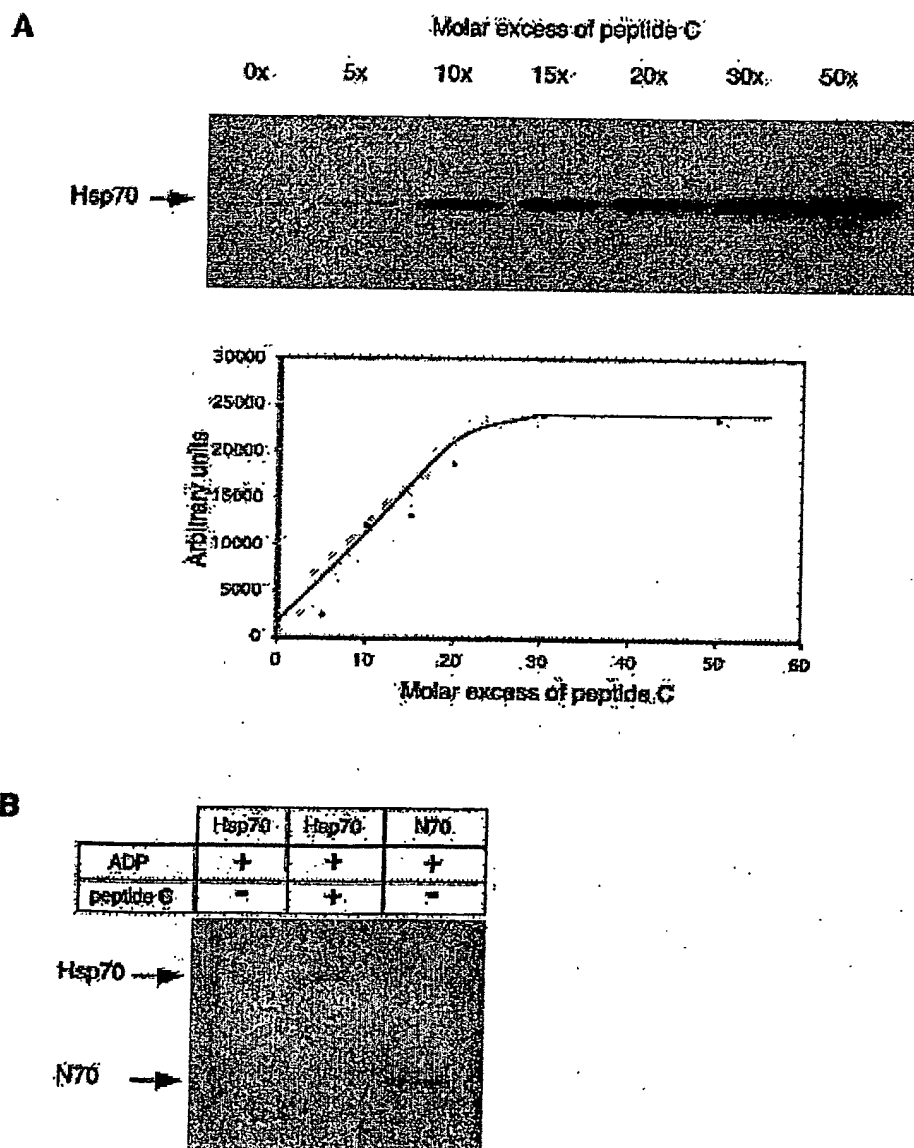 A
Molar excess of peptide C
0x 5x 10x 15x 20x 30x 50x
Hsp70
30000
25000
20000
15000
10000
5000
0
Arbitrary units
0 10 20 30 40 50 60
Molar excess of peptide C
B
Hsp70 Hsp70 N70
ADP + + +
peptide C - + -
Hsp70
N70